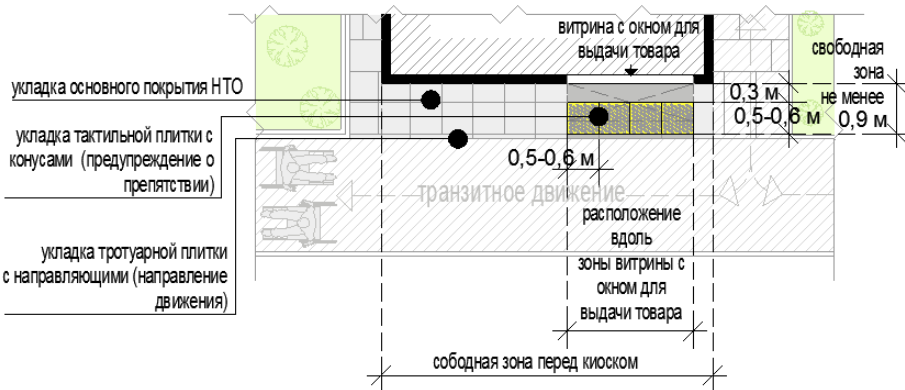 витрина с окном для
выдачи товара
свободная
зона
не менее
0,9 м
0,3 м
0,5-0,6 м
укладка основного покрытия НТО
укладка тактильной плитки с
конусами (предупреждение о
препятствии)
0,5-0,6 м
транзитное движение
укладка тротуарной плитки
с направляющими (направление
движения)
расположение
вдоль
зоны витрины с
окном для
выдачи товара
сободная зона перед киоском